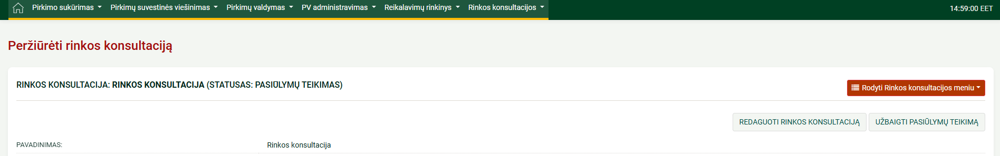 Pirkimo sukūrimas Pirkimų suvestinės viešinimas Pirkimų valdymas PV administravimas Reikalavimų rinkinys Rinkos konsultacijos 14:59:00 EET
Peržiūrėti rinkos konsultaciją
RINKOS KONSULTACIJA: RINKOS KONSULTACIJA (STATUSAS: PASIŪLYMŲ TEIKIMAS)
Rodyti Rinkos konsultacijos meniu
REDAGUOTI RINKOS KONSULTACIJĄ UŽBAIGTI PASIŪLYMŲ TEIKIMĄ
PAVADINIMAS: Rinkos konsultacija